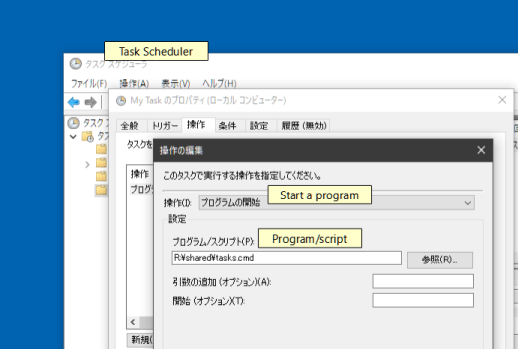 Task Scheduler
タスク スケジューラ
ファイル(F) 操作(A) 表示(V) ヘルプ(H)
My Task のプロパティ (ローカル コンピューター)
タスク
全般 トリガー 操作 条件 設定 履歴 (無効)
タスクを
操作の編集
操作
このタスクで実行する操作を指定してください。
プログ
Start a program
操作(I): プログラムの開始
設定
Program/script
プログラム/スクリプト(P):
R:¥shared¥tasks.cmd 参照(R)...
引数の追加 (オプション)(A):
開始 (オプション)(T):
新規(